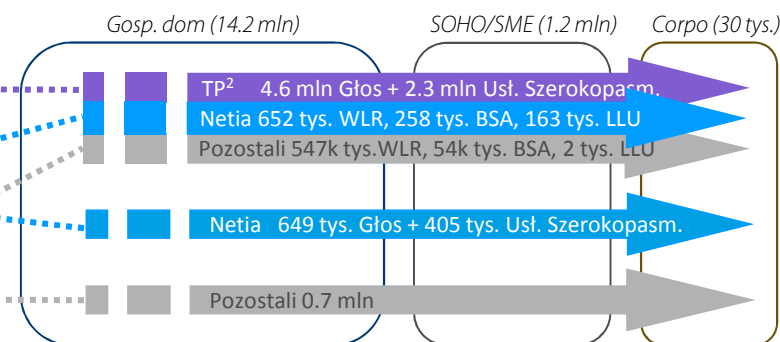 Gosp. dom (14.2 mln) SOHO/SME (1.2 mln) Corpo (30 tys.)
TP² 4.6 mln Głos + 2.3 mln Usł. Szerokopasm.
Netia 652 tys. WLR, 258 tys. BSA, 163 tys. LLU
Pozostali 547k tys.WLR, 54k tys. BSA, 2 tys. LLU
Netia 649 tys. Głos + 405 tys. Usł. Szerokopasm.
Pozostali 0.7 mln